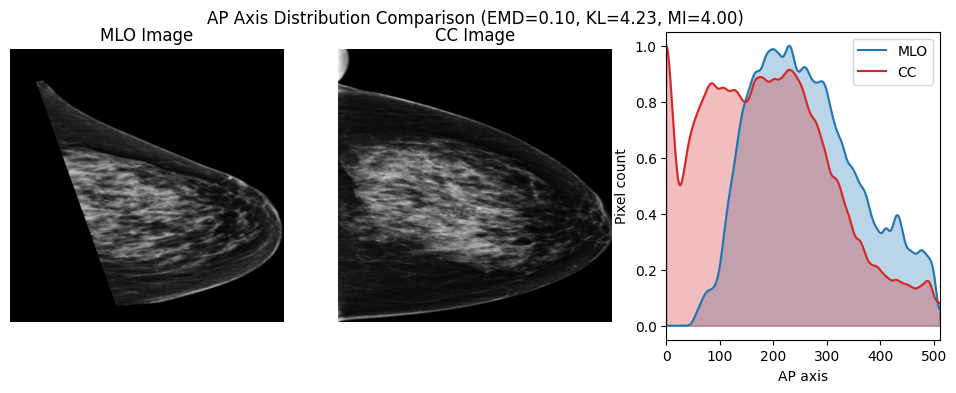 AP Axis Distribution Comparison (EMD=0.10, KL=4.23, MI=4.00)
MLO Image
CC Image
MLO
CC
Pixel count
1.0
0.8
0.6
0.4
0.2
0.0
0 100 200 300 400 500
AP axis